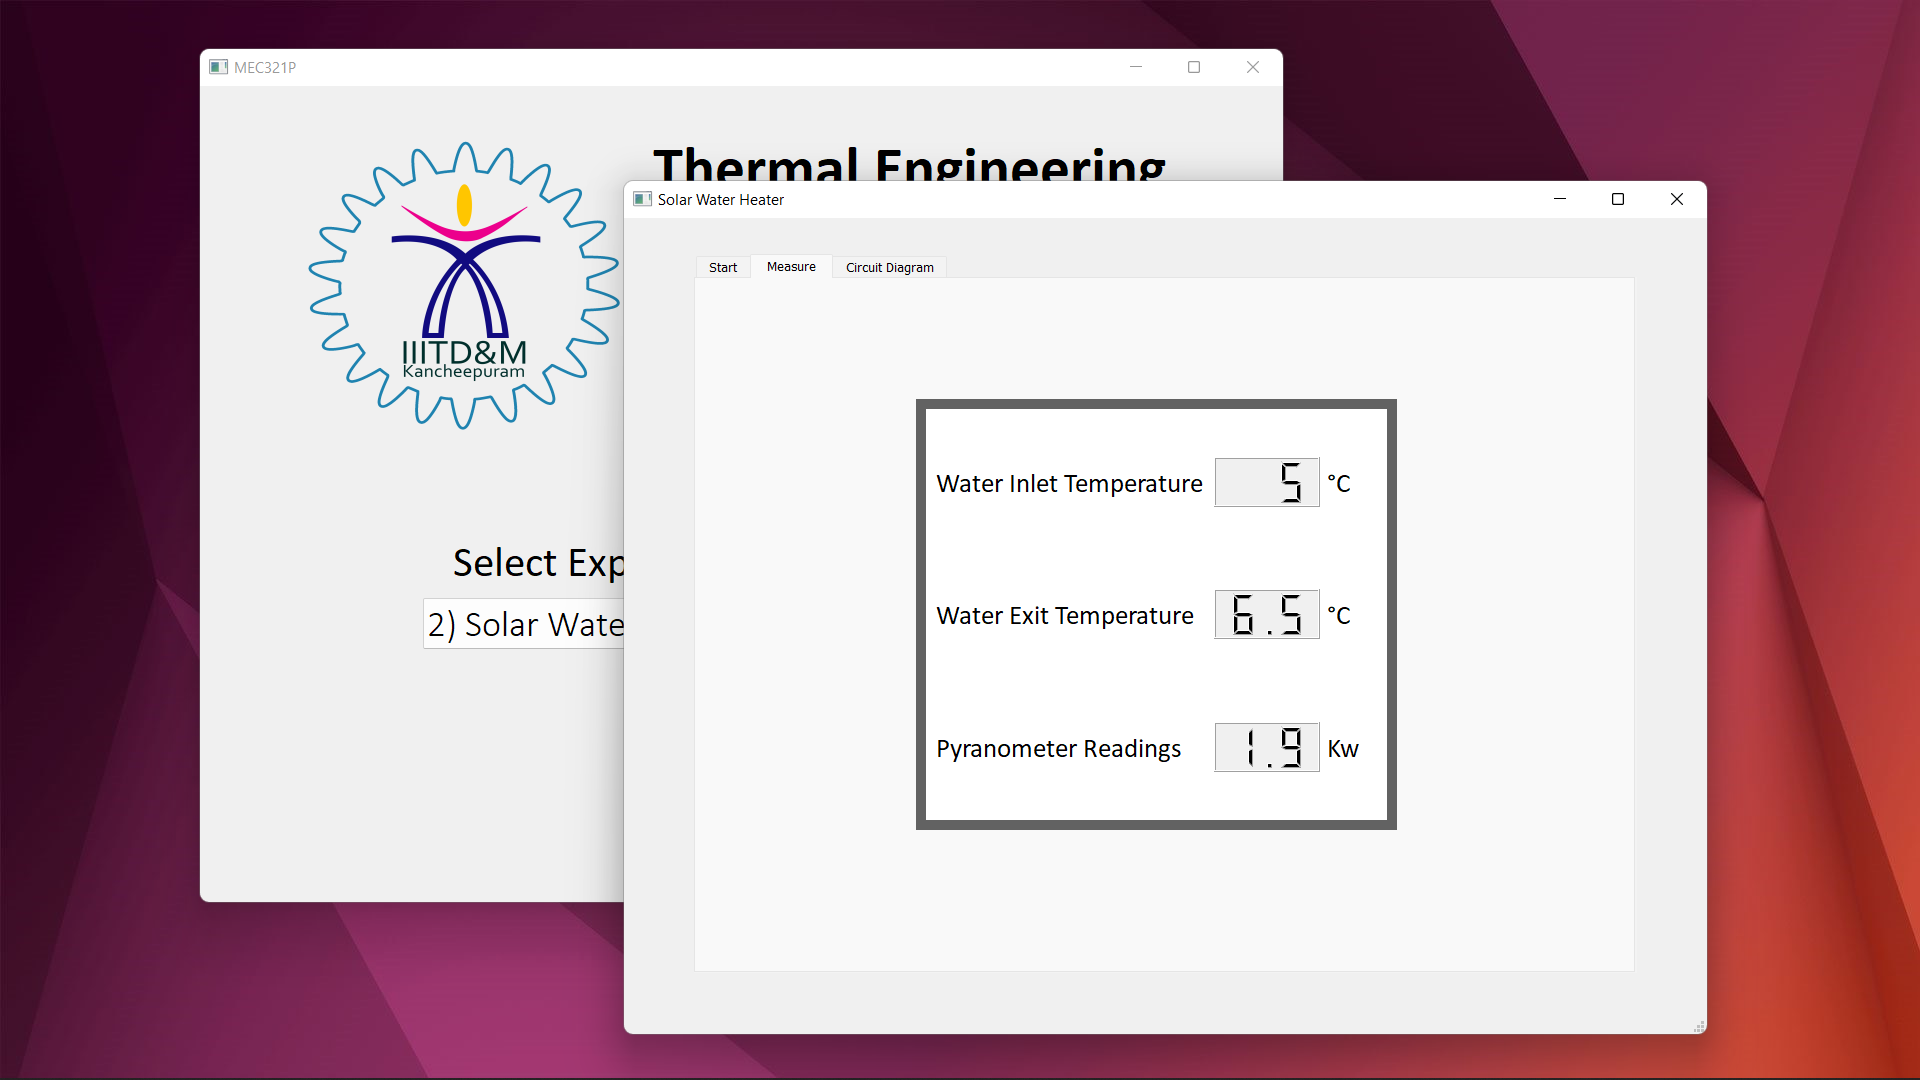 MEC321P
Thermal Engineering
IIITD&M
Kancheepuram
Select Exp
2) Solar Wate
Solar Water Heater
Start Measure Circuit Diagram
Water Inlet Temperature 5 °C
Water Exit Temperature 6.5 °C
Pyranometer Readings 1.9 Kw